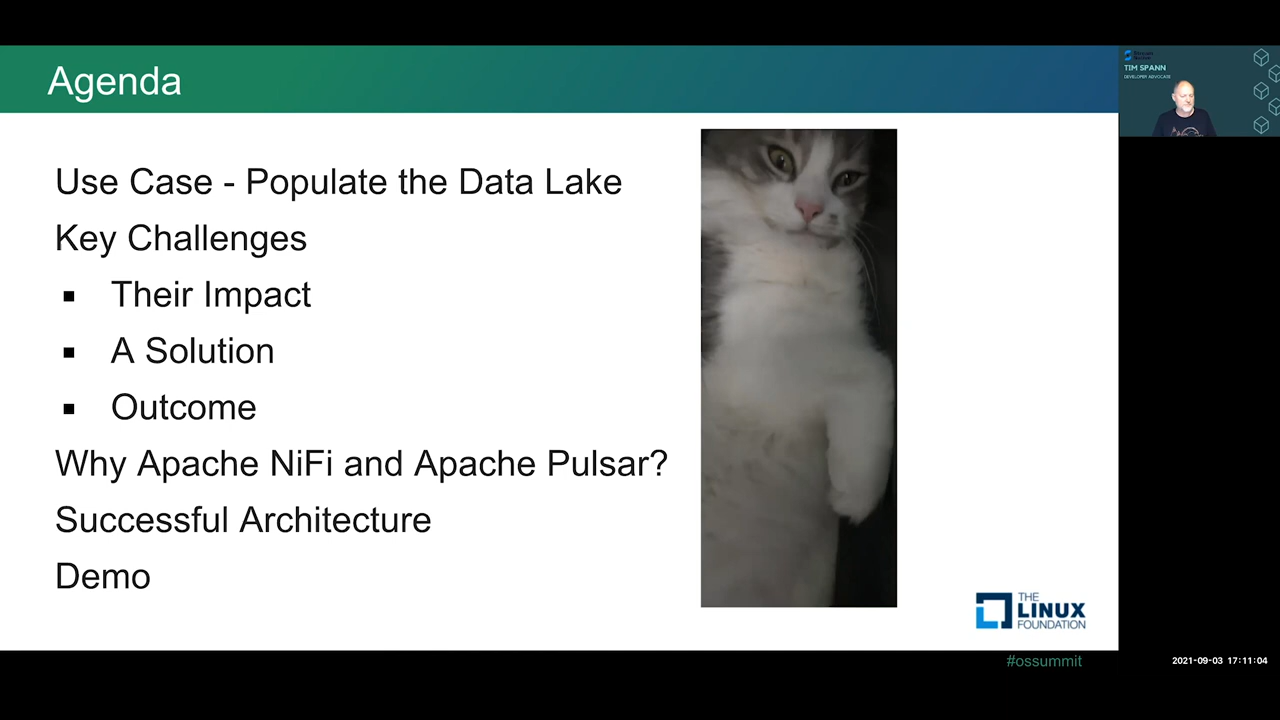 Agenda
Use Case - Populate the Data Lake
Key Challenges
▪ Their Impact
▪ A Solution
▪ Outcome
Why Apache NiFi and Apache Pulsar?
Successful Architecture
Demo
THE
LINUX
FOUNDATION
#ossummit
TIM SPANN
DEVELOPER ADVOCATE
2021-09-03 17:11:04